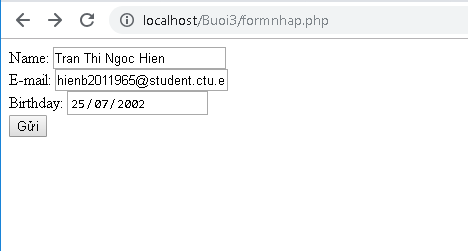 localhost/Buoi3/formnhap.php
Name: Tran Thi Ngoc Hien
E-mail: hienb2011965@student.ctu.e
Birthday: 25/07/2002
Gửi